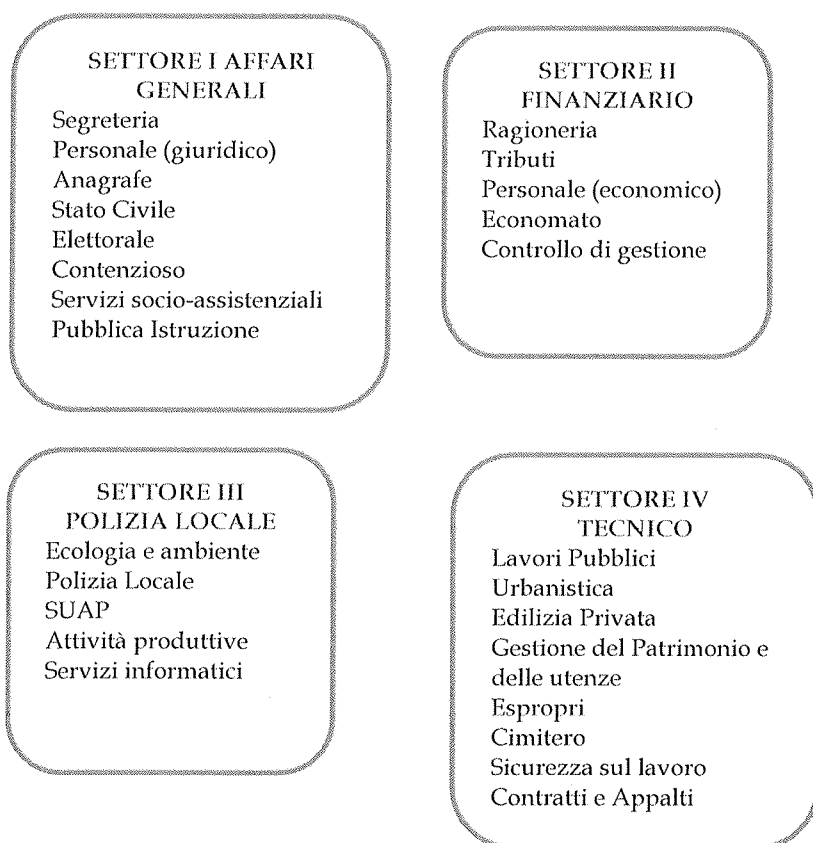 SETTORE I AFFARI
GENERALI
Segreteria
Personale (giuridico)
Anagrafe
Stato Civile
Elettorale
Contenzioso
Servizi socio-assistenziali
Pubblica Istruzione
SETTORE II
FINANZIARIO
Ragioneria
Tributi
Personale (economico)
Economato
Controllo di gestione
SETTORE III
POLIZIA LOCALE
Ecologia e ambiente
Polizia Locale
SUAP
Attività produttive
Servizi informatici
SETTORE IV
TECNICO
Lavori Pubblici
Urbanistica
Edilizia Privata
Gestione del Patrimonio e
delle utenze
Espropri
Cimitero
Sicurezza sul lavoro
Contratti e Appalti